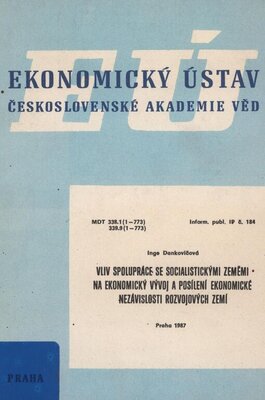 EÚ
EKONOMICKÝ ÚSTAV
ČESKOSLOVENSKÉ AKADEMIE VĚD
MDT 338.1(1-773)
339.9(1-773)
Inform. publ. IP č. 184
Inge Dankovičová
VLIV SPOLUPRÁCE SE SOCIALISTICKÝMI ZEMĚMI
NA EKONOMICKÝ VÝVOJ A POSÍLENÍ EKONOMICKÉ
NEZÁVISLOSTI ROZVOJOVÝCH ZEMÍ
Praha 1987
PRAHA